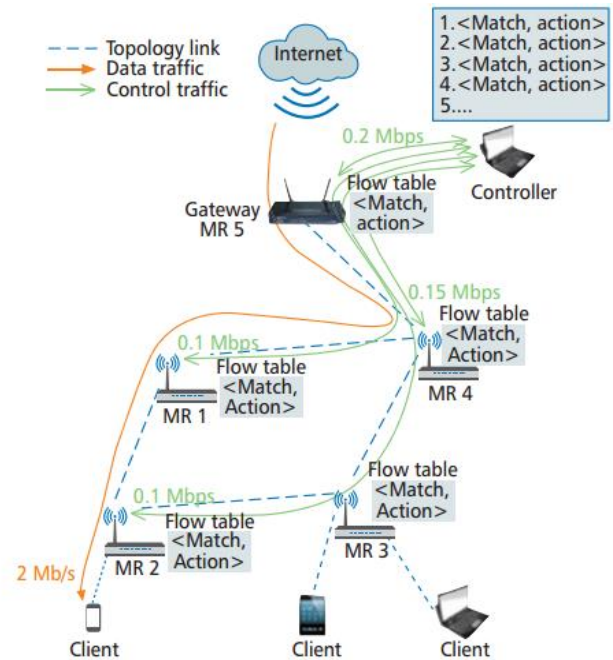 Topology link
Data traffic
Control traffic
Internet
1.<Match, action>
2.<Match, action>
3.<Match, action>
4.<Match, action>
5....
0.2 Mbps
Controller
Gateway
MR 5
Flow table
<Match,
action>
0.15 Mbps
Flow table
<Match,
Action>
MR 4
0.1 Mbps
Flow table
<Match,
Action>
MR 1
Flow table
<Match,
Action>
MR 3
0.1 Mbps
Flow table
<Match,
Action>
MR 2
2 Mb/s
Client
Client
Client